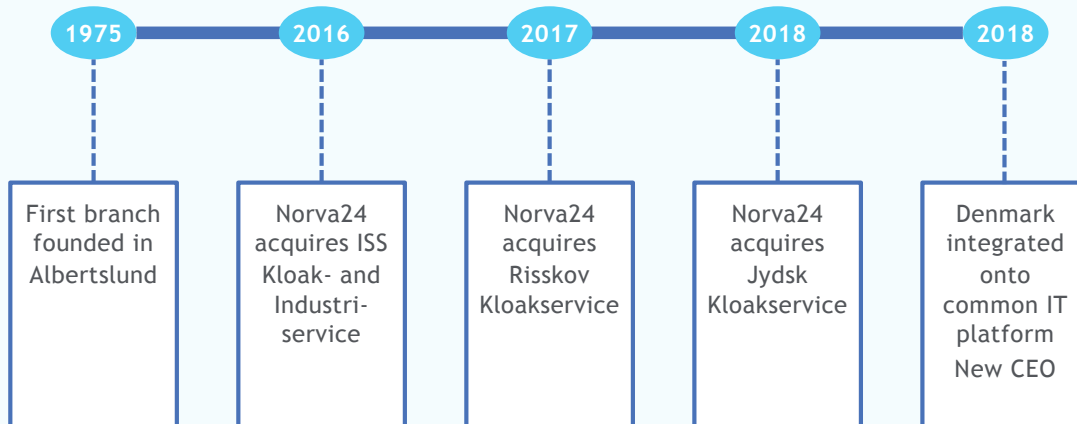 1975
2016
2017
2018
2018
First branch
founded in
Albertslund
Norva24
acquires ISS
Kloak- and
Industri-
service
Norva24
acquires
Risskov
Kloakservice
Norva24
acquires
Jydsk
Kloakservice
Denmark
integrated
onto
common IT
platform
New CEO